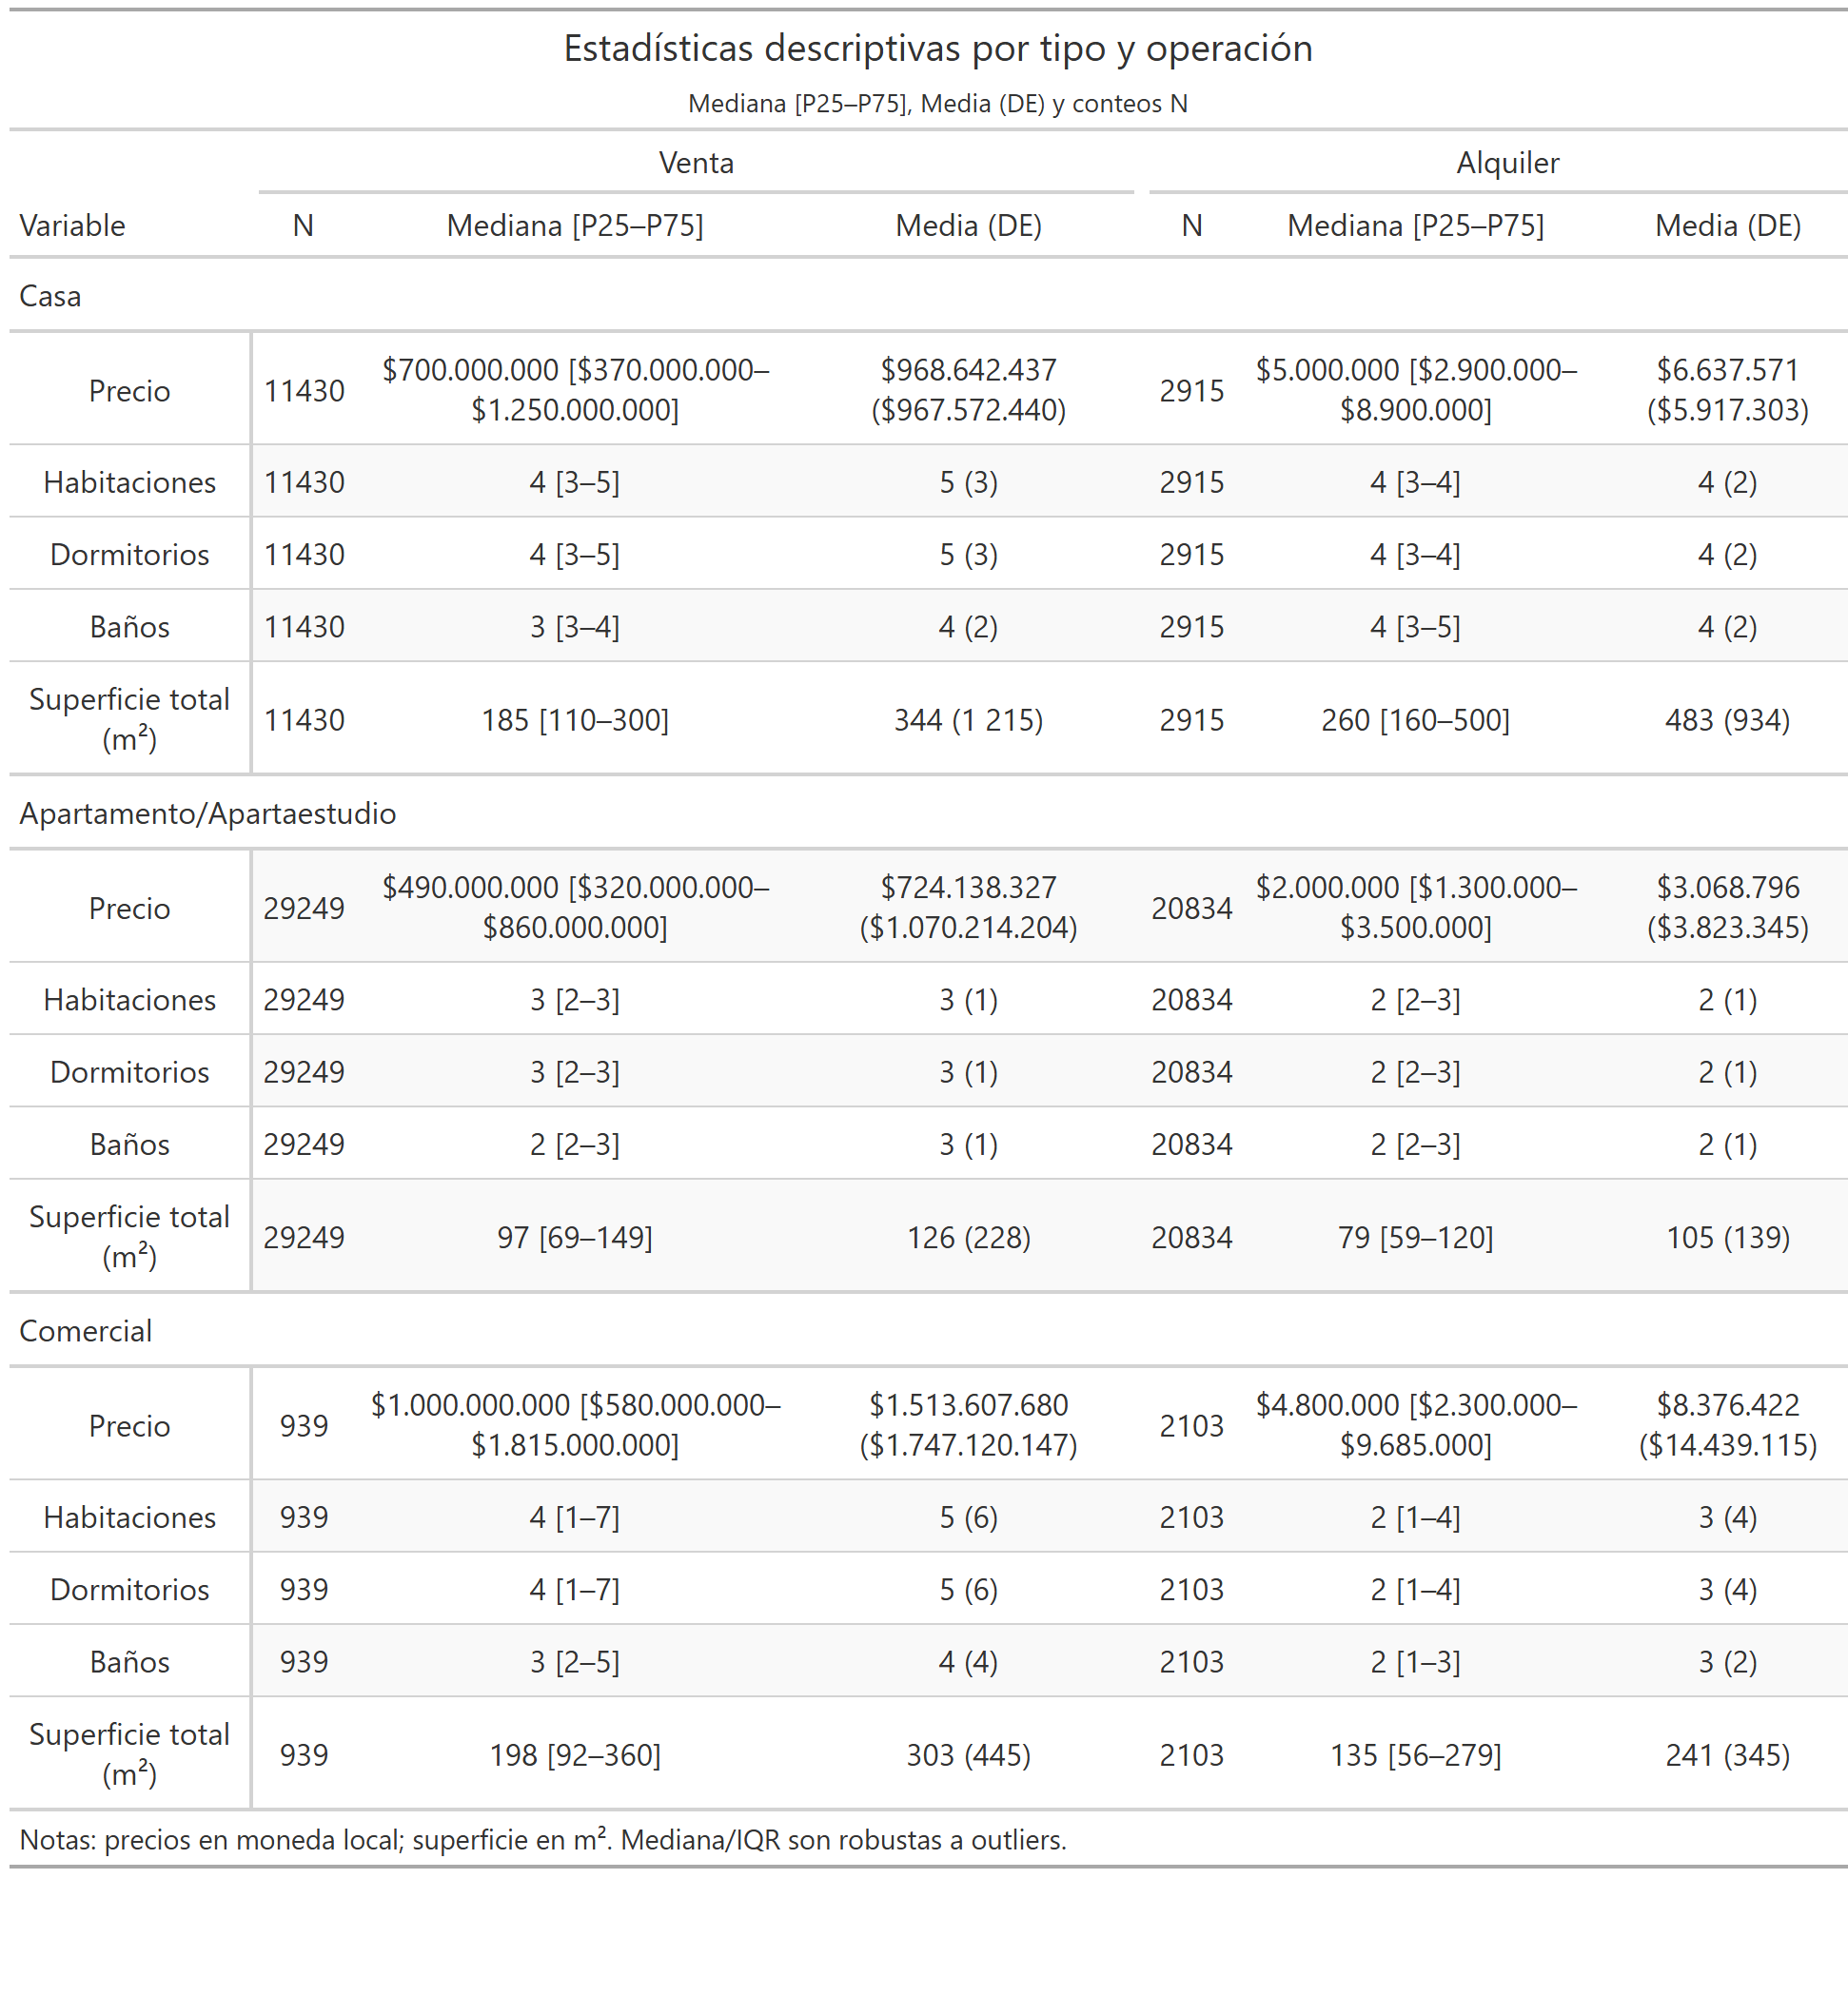 Estadísticas descriptivas por tipo y operación
Mediana [P25–P75], Media (DE) y conteos N
Venta Alquiler
Variable N Mediana [P25–P75] Media (DE) N Mediana [P25–P75] Media (DE)
Casa
Precio 11430 $700.000.000 [$370.000.000–$1.250.000.000] $968.642.437 ($967.572.440) 2915 $5.000.000 [$2.900.000–$8.900.000] $6.637.571 ($5.917.303)
Habitaciones 11430 4 [3–5] 5 (3) 2915 4 [3–4] 4 (2)
Dormitorios 11430 4 [3–5] 5 (3) 2915 4 [3–4] 4 (2)
Baños 11430 3 [3–4] 4 (2) 2915 4 [3–5] 4 (2)
Superficie total (m²) 11430 185 [110–300] 344 (1 215) 2915 260 [160–500] 483 (934)
Apartamento/Apartaestudio
Precio 29249 $490.000.000 [$320.000.000–$860.000.000] $724.138.327 ($1.070.214.204) 20834 $2.000.000 [$1.300.000–$3.500.000] $3.068.796 ($3.823.345)
Habitaciones 29249 3 [2–3] 3 (1) 20834 2 [2–3] 2 (1)
Dormitorios 29249 3 [2–3] 3 (1) 20834 2 [2–3] 2 (1)
Baños 29249 2 [2–3] 3 (1) 20834 2 [2–3] 2 (1)
Superficie total (m²) 29249 97 [69–149] 126 (228) 20834 79 [59–120] 105 (139)
Comercial
Precio 939 $1.000.000.000 [$580.000.000–$1.815.000.000] $1.513.607.680 ($1.747.120.147) 2103 $4.800.000 [$2.300.000–$9.685.000] $8.376.422 ($14.439.115)
Habitaciones 939 4 [1–7] 5 (6) 2103 2 [1–4] 3 (4)
Dormitorios 939 4 [1–7] 5 (6) 2103 2 [1–4] 3 (4)
Baños 939 3 [2–5] 4 (4) 2103 2 [1–3] 3 (2)
Superficie total (m²) 939 198 [92–360] 303 (445) 2103 135 [56–279] 241 (345)
Notas: precios en moneda local; superficie en m². Mediana/IQR son robustas a outliers.